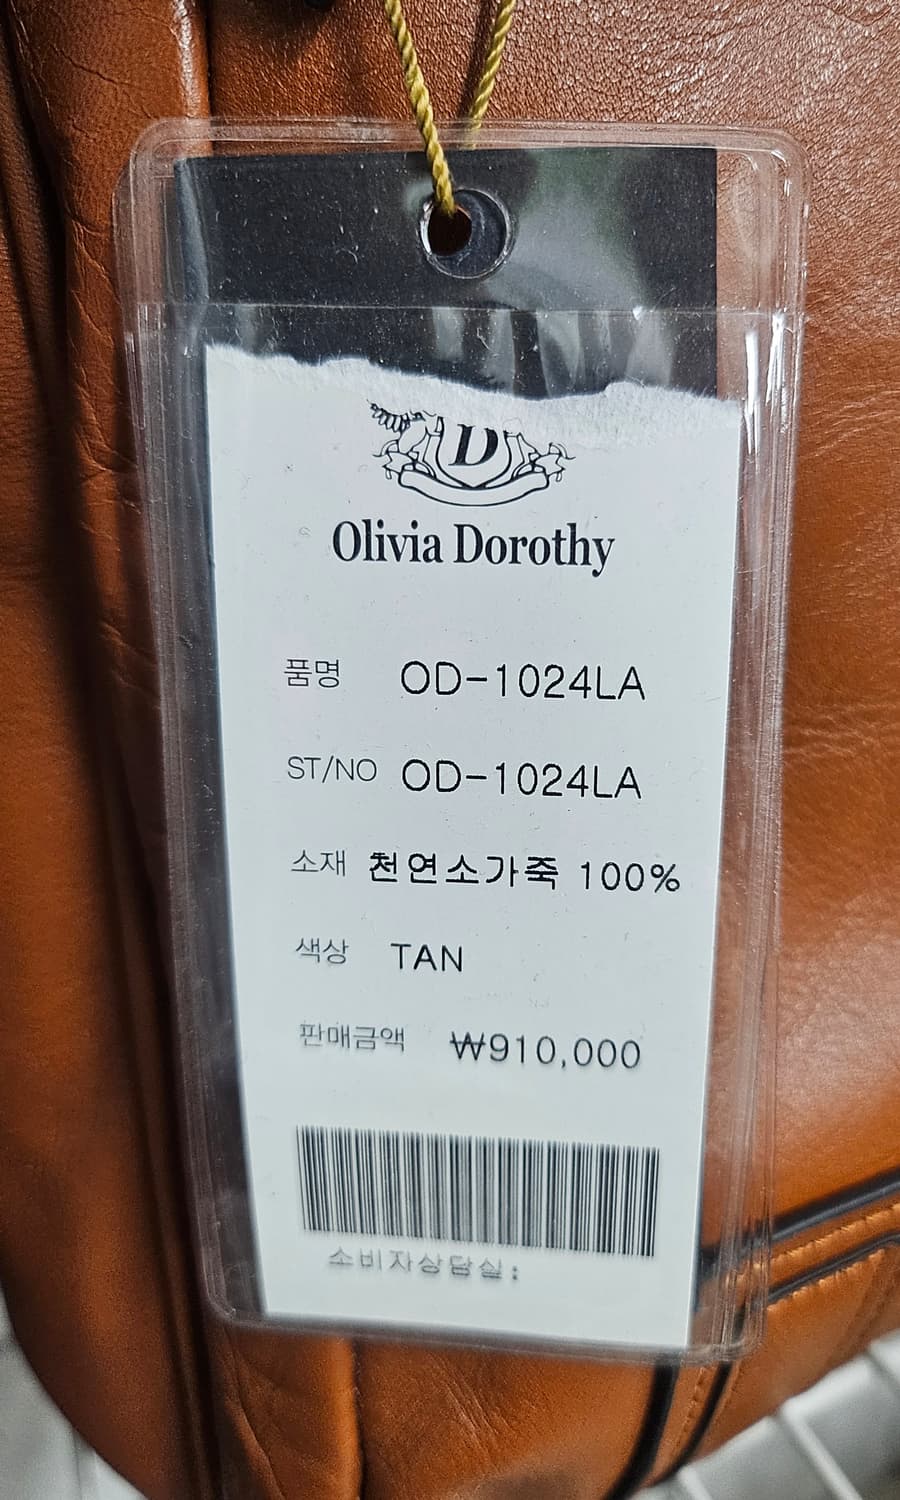 D
Olivia Dorothy
품명 OD-1024LA
ST/NO OD-1024LA
소재 천연소가죽 100%
색상 TAN
판매금액 ₩910,000
소비자상담실: